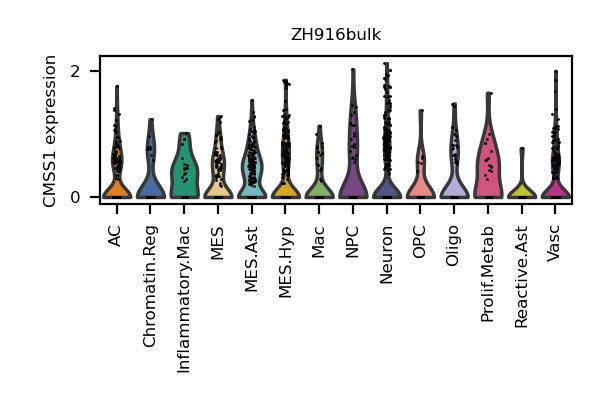 ZH916bulk
CMSS1 expression
2
0
AC
Chromatin.Reg
Inflammatory.Mac
MES
MES.Ast
MES.Hyp
Mac
NPC
Neuron
OPC
Oligo
Prolif.Metab
Reactive.Ast
Vasc